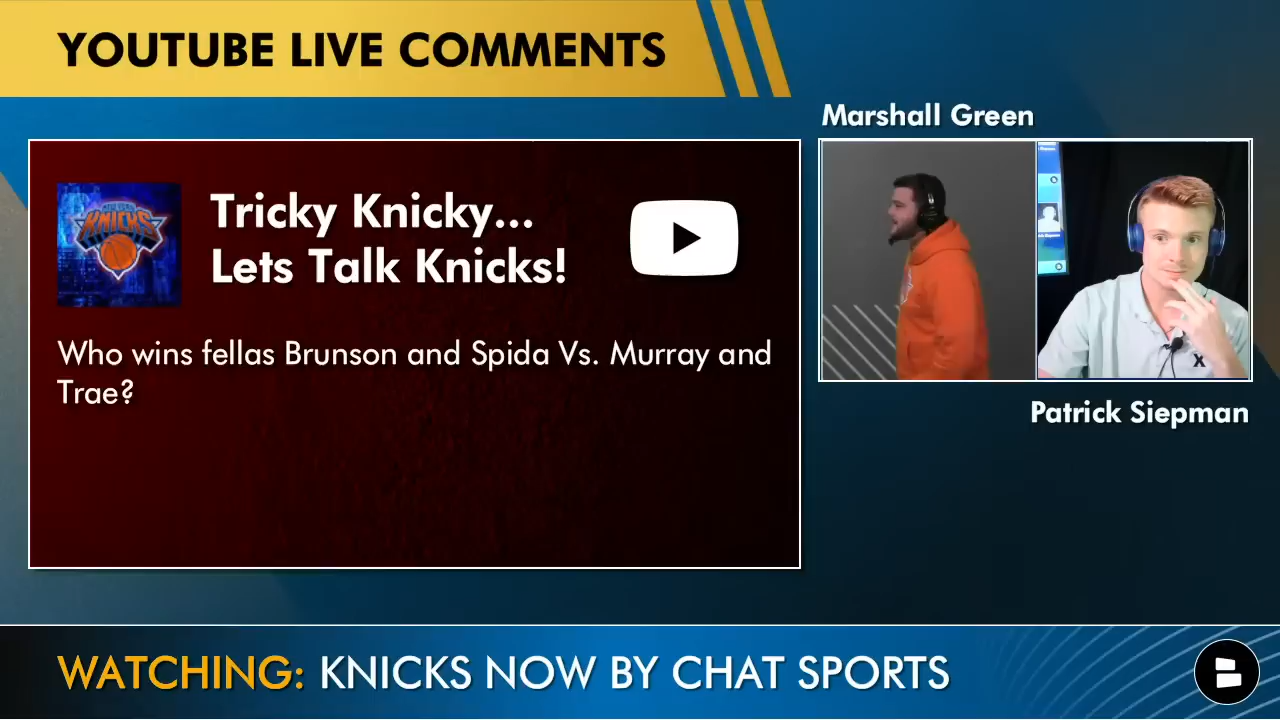 YOUTUBE LIVE COMMENTS
Marshall Green
Tricky Knicky...
Lets Talk Knicks!
KNICKS
Who wins fellas Brunson and Spida Vs. Murray and
Trae?
X
Patrick Siepman
WATCHING: KNICKS NOW BY CHAT SPORTS